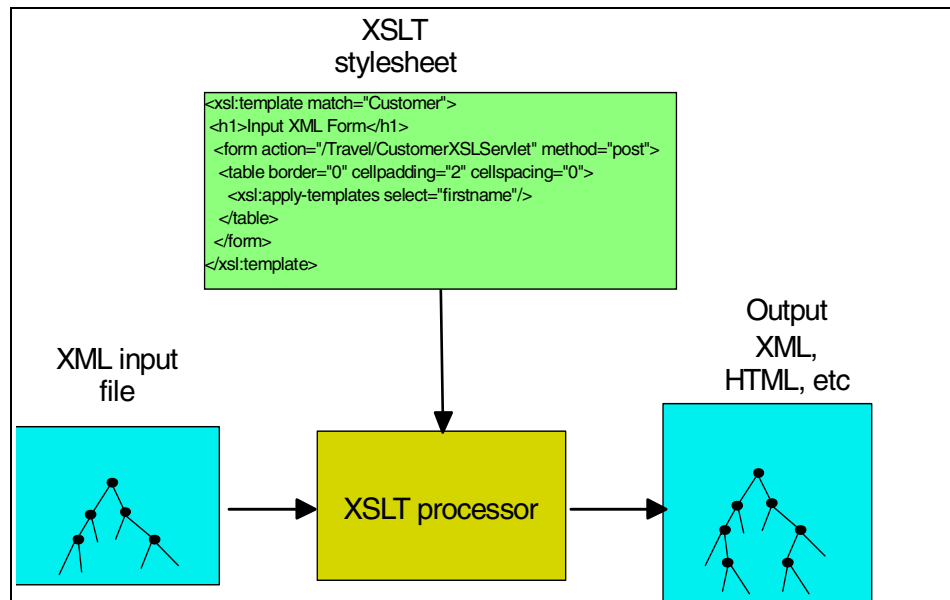 XSLT
stylesheet
<xsl:template match="Customer">
<h1>Input XML Form</h1>
<form action="/Travel/CustomerXSLServlet" method="post">
<table border="0" cellpadding="2" cellspacing="0">
<xsl:apply-templates select="firstname"/>
</table>
</form>
</xsl:template>
XML input
file
XSLT processor
Output
XML,
HTML, etc